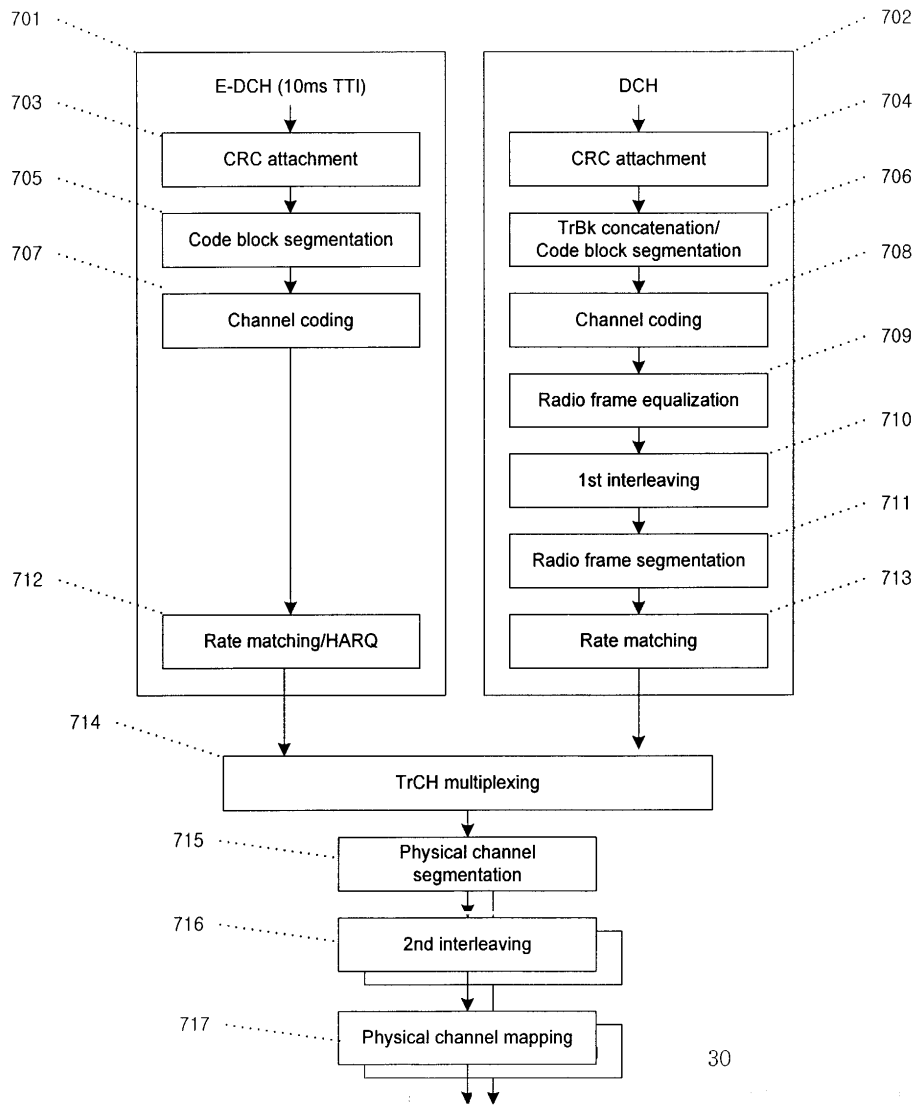 701
702
E-DCH (10ms TTI)
DCH
703
704
CRC attachment
CRC attachment
705
706
Code block segmentation
TrBk concatenation/
Code block segmentation
707
708
Channel coding
Channel coding
709
Radio frame equalization
710
1st interleaving
711
Radio frame segmentation
712
713
Rate matching/HARQ
Rate matching
714
TrCH multiplexing
715
Physical channel
segmentation
716
2nd interleaving
717
Physical channel mapping
30